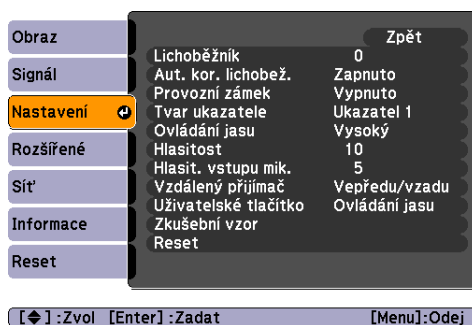 Obraz
Signál
Nastavení
Rozšířené
Síť
Informace
Reset
Zpět
Lichoběžník 0
Aut. kor. lichobež. Zapnuto
Provozní zámek Vypnuto
Tvar ukazatele Ukazatel 1
Ovládání jasu Vysoký
Hlasitost 10
Hlasit. vstupu mik. 5
Vzdálený přijímač Vepředu/vzadu
Uživatelské tlačítko Ovládání jasu
Zkušební vzor
Reset
[ ] :Zvol [Enter] :Zadat [Menu]:Odej